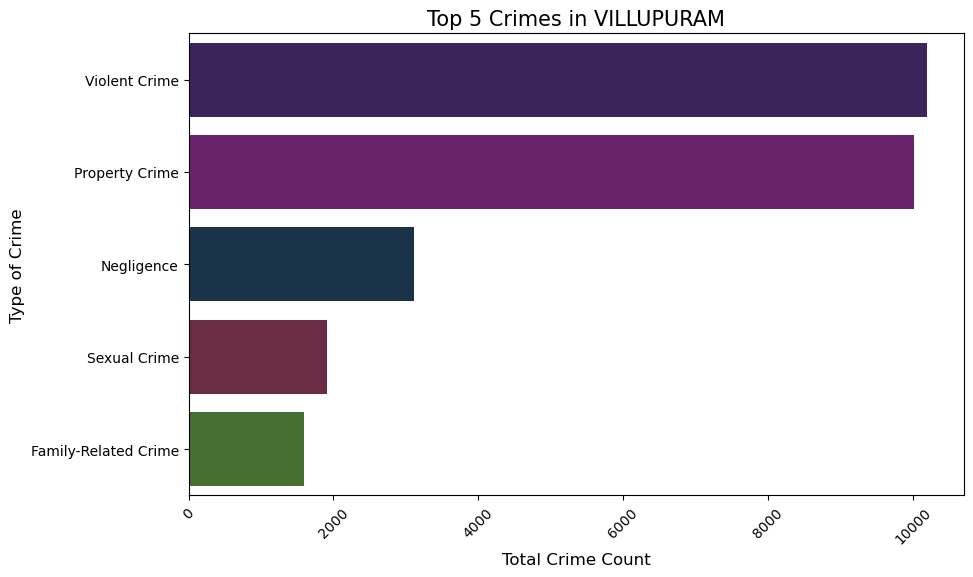 Top 5 Crimes in VILLUPURAM
Type of Crime
Violent Crime
Property Crime
Negligence
Sexual Crime
Family-Related Crime
0
2000
4000
6000
8000
10000
Total Crime Count